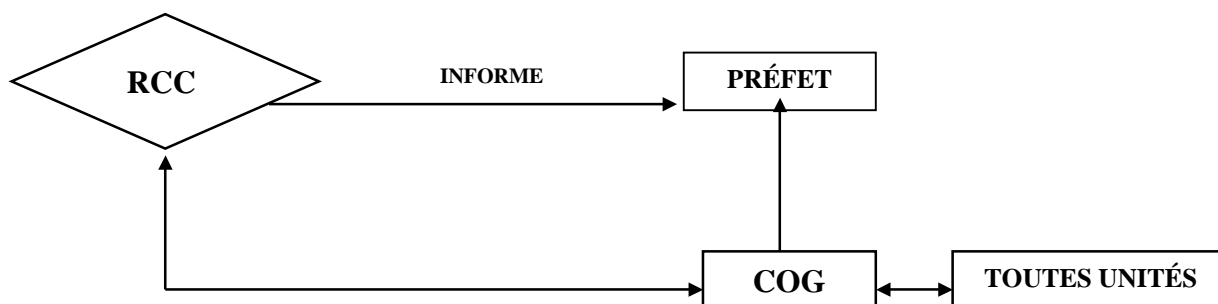 RCC
INFORME
PRÉFET
COG
TOUTES UNITÉS